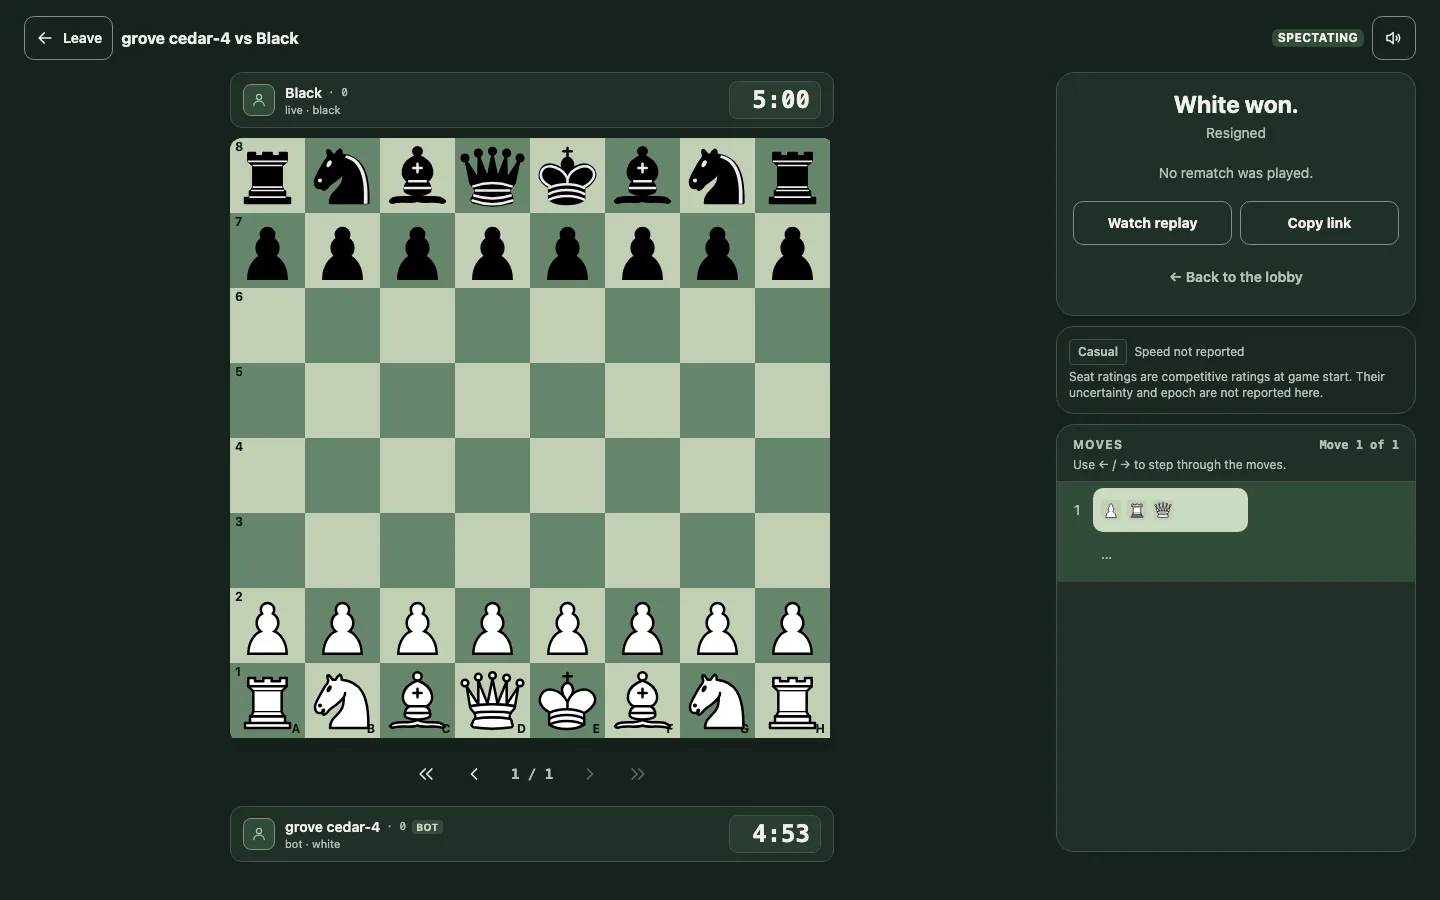 Leave
grove cedar-4 vs Black
SPECTATING
Black · 0
live · black
5:00
8
7
6
5
4
3
2
1
A B C D E F G H
1 / 1
grove cedar-4 · 0 BOT
bot · white
4:53
White won.
Resigned
No rematch was played.
Watch replay
Copy link
← Back to the lobby
Casual Speed not reported
Seat ratings are competitive ratings at game start. Their
uncertainty and epoch are not reported here.
MOVES
Move 1 of 1
Use ← / → to step through the moves.
1
...